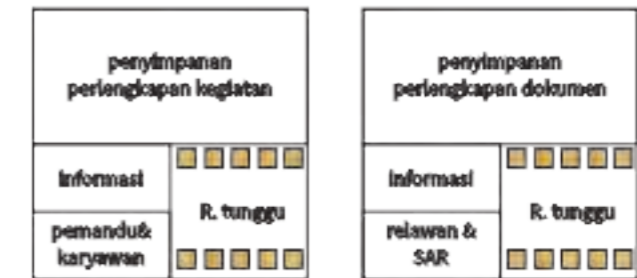 penyimpanan
perlengkapan kegiatan
informasi
R. tunggu
pemandu&
karyawan
penyimpanan
perlengkapan dokumen
informasi
R. tunggu
relawan &
SAR